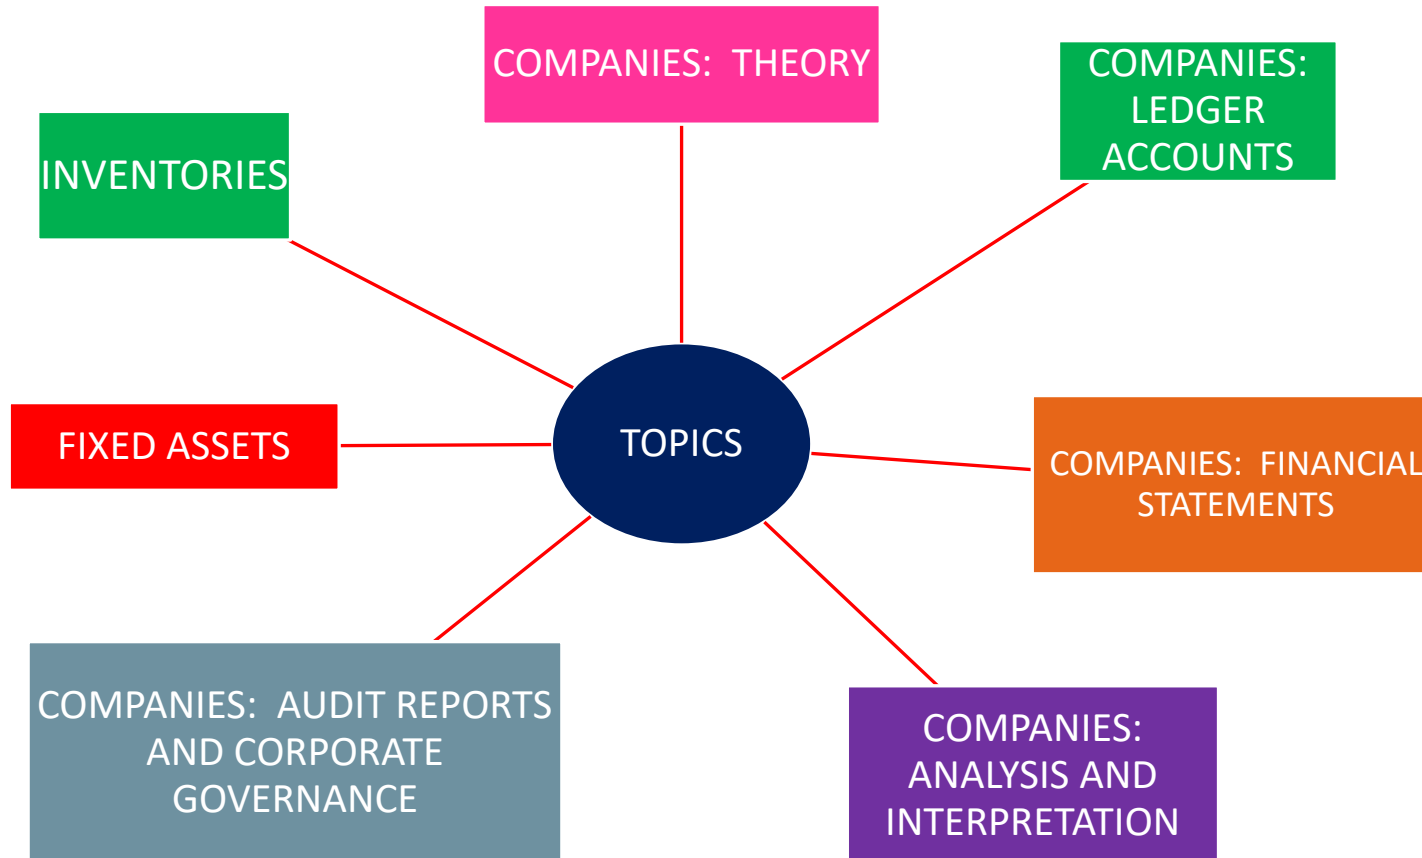 COMPANIES:  THEORY
COMPANIES:
LEDGER
ACCOUNTS
INVENTORIES
FIXED ASSETS
TOPICS
COMPANIES:  FINANCIAL
STATEMENTS
COMPANIES:  AUDIT REPORTS
AND CORPORATE
GOVERNANCE
COMPANIES:
ANALYSIS AND
INTERPRETATION